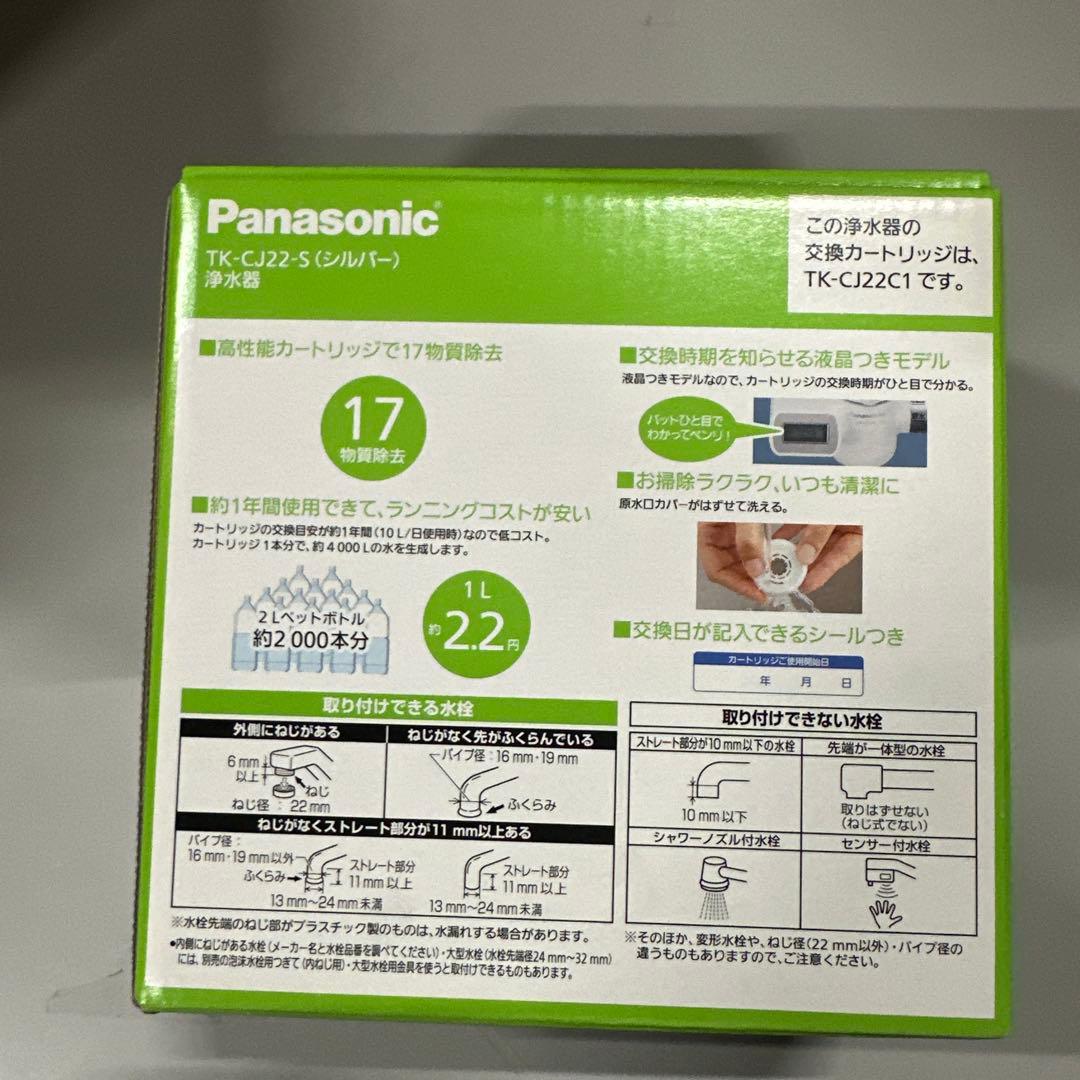 Panasonic
TK-CJ22-S(シルバー)
浄水器
この浄水器の
交換カートリッジは、
TK-CJ22C1 です。
■高性能カートリッジで17物質除去
17
物質除去
■約1年間使用できて、ランニングコストが安い
カートリッジの交換目安が約1年間(10 L/日使用時)なので低コスト。
カートリッジ1本分で、約4 000 Lの水を生成します。
2 Lペットボトル
約2 000本分
1 L
約2.2円
■交換時期を知らせる液晶つきモデル
液晶つきモデルなので、カートリッジの交換時期がひと目で分かる。
パットひと目で
わかってベンリ!
■お掃除ラクラク、いつも清潔に
原水口カバーがはずせて洗える。
■交換日が記入できるシールつき
カートリッジご使用開始日
年 月 日
取り付けできる水栓
外側にねじがある
6 mm
以上
ねじ
ねじ径 : 22 mm
ねじがなく先がふくらんでいる
パイプ径:16 mm・19 mm
ふくらみ
ねじがなくストレート部分が11 mm以上ある
パイプ径:
16 mm・19 mm以外
ふくらみ
ストレート部分
11 mm以上
13 mm〜24 mm未満
ストレート部分
11 mm以上
13 mm〜24 mm未満
※水栓先端のねじ部がプラスチック製のものは、水漏れする場合があります。
●内側にねじがある水栓(メーカー名と水栓品番を調べてください)・大型水栓(水栓先端径24 mm〜32 mm)
には、別売の泡沫水栓用つぎて(内ねじ用)・大型水栓用金具を使うと取付けできるものもあります。
取り付けできない水栓
ストレート部分が10 mm以下の水栓
10 mm以下
先端が一体型の水栓
取りはずせない
(ねじ式でない)
シャワーノズル付水栓
センサー付水栓
※そのほか、変形水栓や、ねじ径(22 mm以外)・パイプ径の
違うものもありますので、ご注意ください。